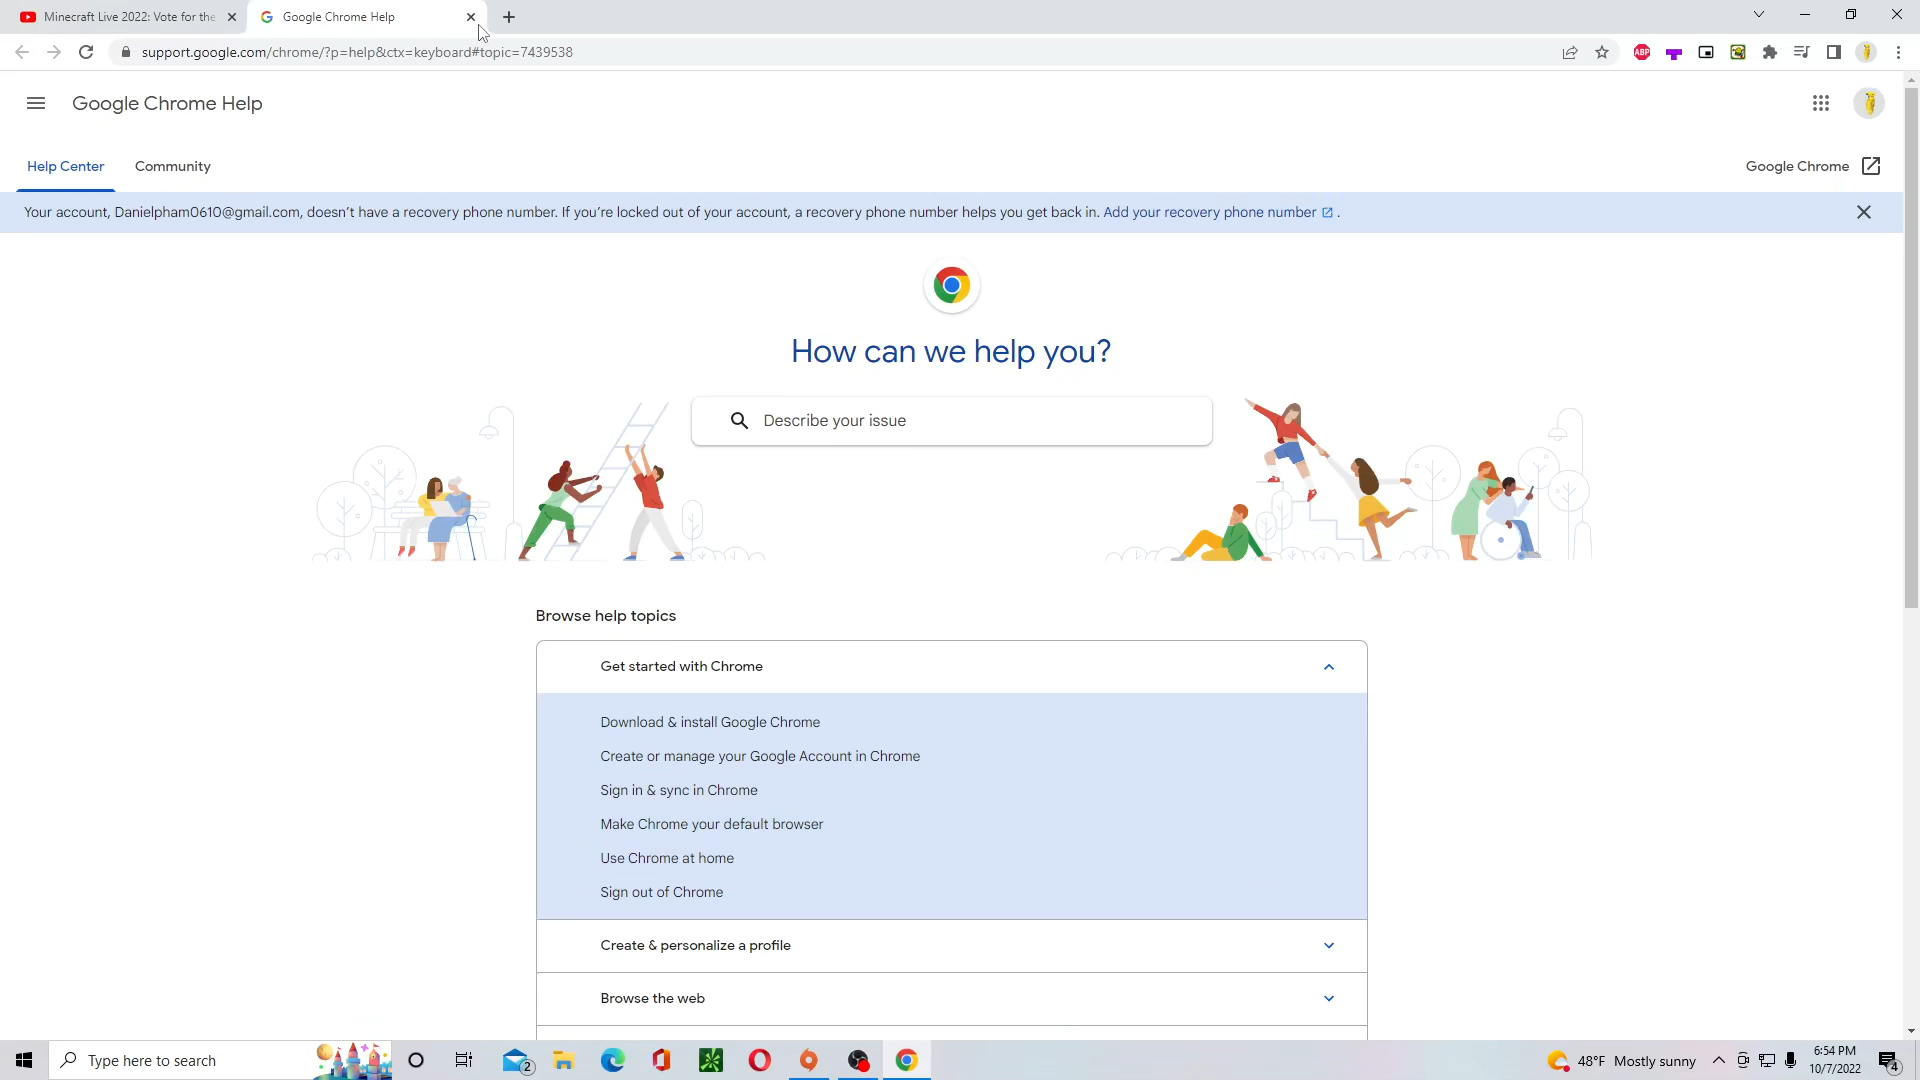 Minecraft Live 2022: Vote for the
Google Chrome Help
support.google.com/chrome/?p=help&ctx=keyboard#topic=7439538
ABP
Google Chrome Help
Help Center
Community
Google Chrome
Your account, Danielpham0610@gmail.com, doesn't have a recovery phone number. If you're locked out of your account, a recovery phone number helps you get back in. Add your recovery phone number .
How can we help you?
Describe your issue
Browse help topics
Get started with Chrome
Download & install Google Chrome
Create or manage your Google Account in Chrome
Sign in & sync in Chrome
Make Chrome your default browser
Use Chrome at home
Sign out of Chrome
Create & personalize a profile
Browse the web
Type here to search
2
48°F Mostly sunny
6:54 PM
10/7/2022
4